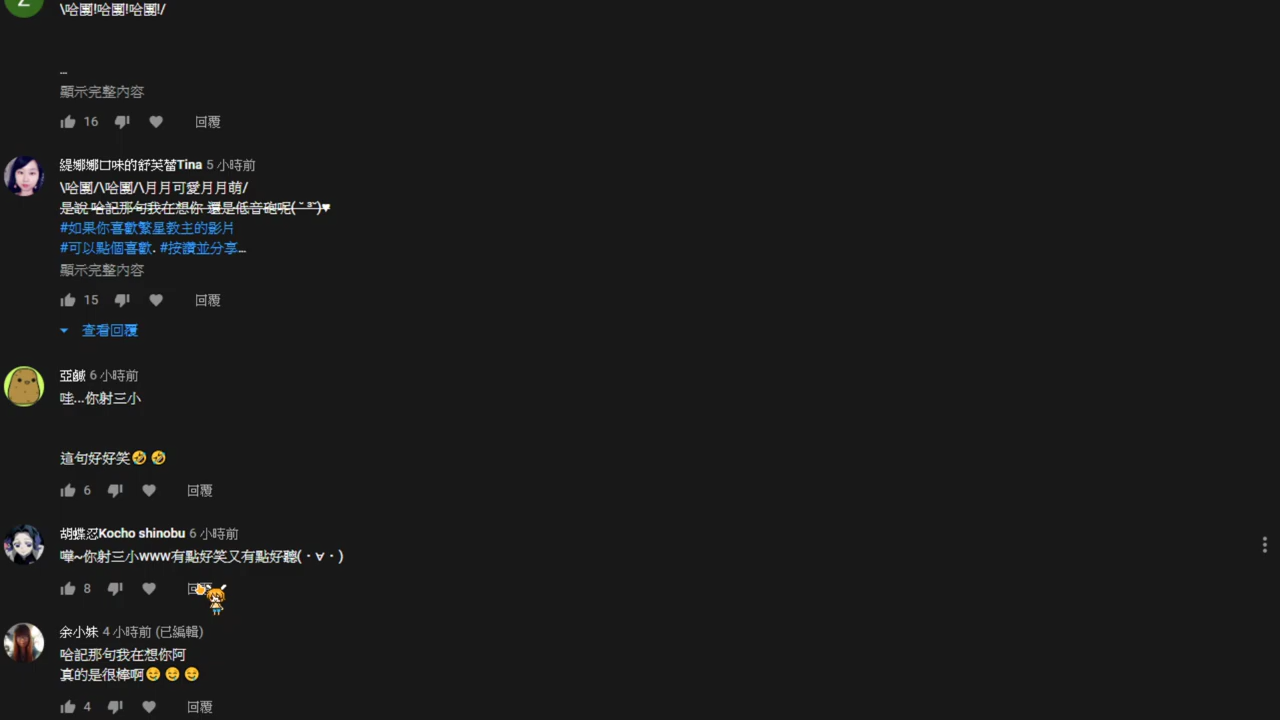 \哈團!哈團!哈團!/
...
顯示完整內容
16 回覆
緹娜娜口味的舒芙蕾Tina 5 小時前
\哈團/\哈團/\月月可愛月月萌/
是說 哈記那句我在想你 還是低音砲呢(˘ ³˘)♥
#如果你喜歡繁星教主的影片
#可以點個喜歡. #按讚並分享...
顯示完整內容
15 回覆
查看回覆
6 小時前
哇...你射三小
這句好好笑🤣🤣
6 回覆
胡蝶忍Kocho shinobu 6 小時前
嘩~你射三小www有點好笑又有點好聽(・∀・)
8
余小妹 4 小時前 (已編輯)
哈記那句我在想你阿
真的是很棒啊😊😊😊
4 回覆